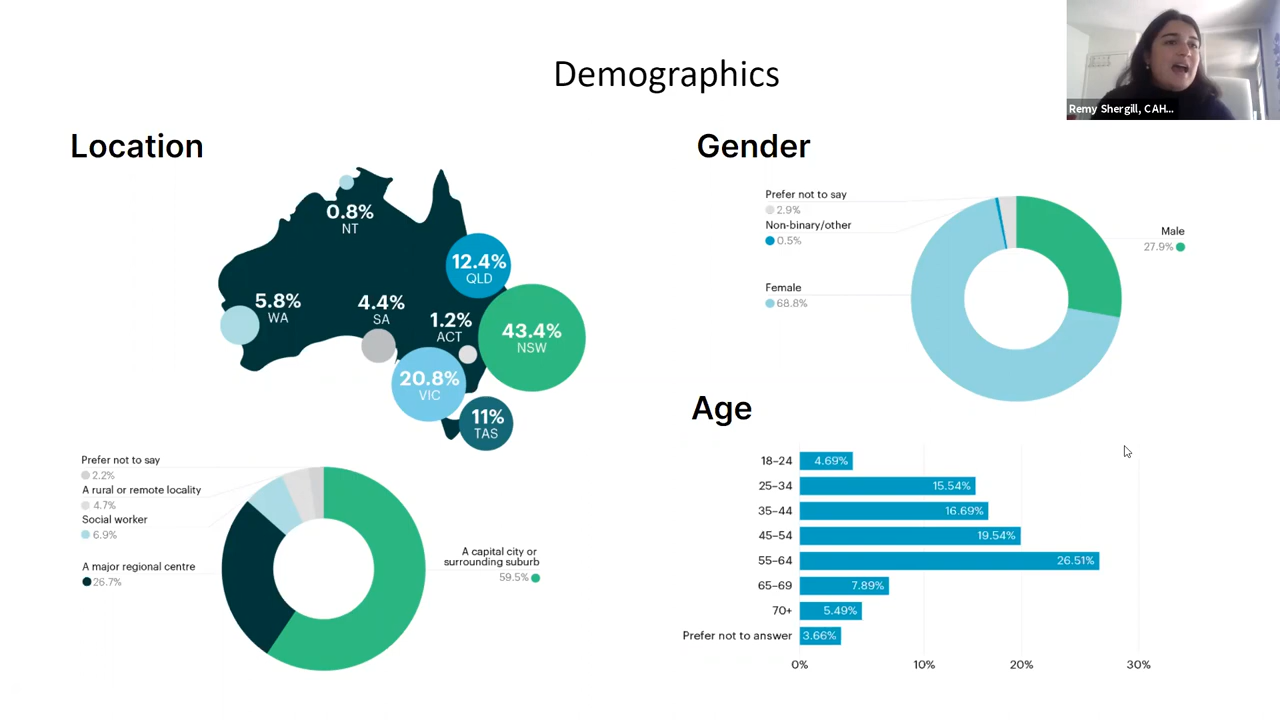 Demographics
Remy Shergill, CAH...
Location
0.8%
NT
12.4%
QLD
5.8%
WA
4.4%
SA
1.2%
ACT
43.4%
NSW
20.8%
VIC
11%
TAS
Prefer not to say
2.2%
A rural or remote locality
4.7%
Social worker
6.9%
A major regional centre
26.7%
A capital city or
surrounding suburb
59.5%
Gender
Prefer not to say
2.9%
Non-binary/other
0.5%
Female
68.8%
Male
27.9%
Age
18–24 4.69%
25–34 15.54%
35–44 16.69%
45–54 19.54%
55–64 26.51%
65–69 7.89%
70+ 5.49%
Prefer not to answer 3.66%
0% 10% 20% 30%